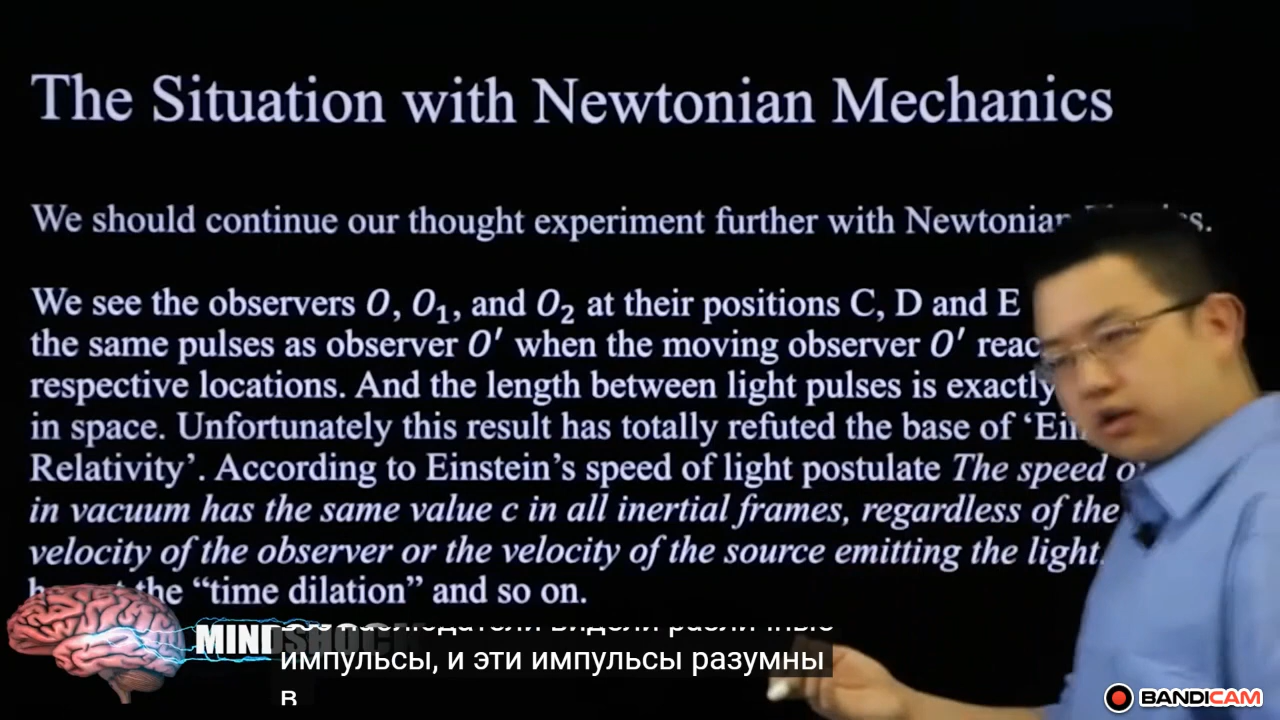 The Situation with Newtonian Mechanics
We should continue our thought experiment further with Newtonian
We see the observers O, O₁, and O₂ at their positions C, D and E
the same pulses as observer O′ when the moving observer O′
respective locations. And the length between light pulses is exactly
in space. Unfortunately this result has totally refuted the base of
Relativity’. According to Einstein’s speed of light postulate The speed
in vacuum has the same value c in all inertial frames, regardless of the
velocity of the observer or the velocity of the source emitting the light.
the “time dilation” and so on.
импульсы, и эти импульсы разумны
в
BANDICAM